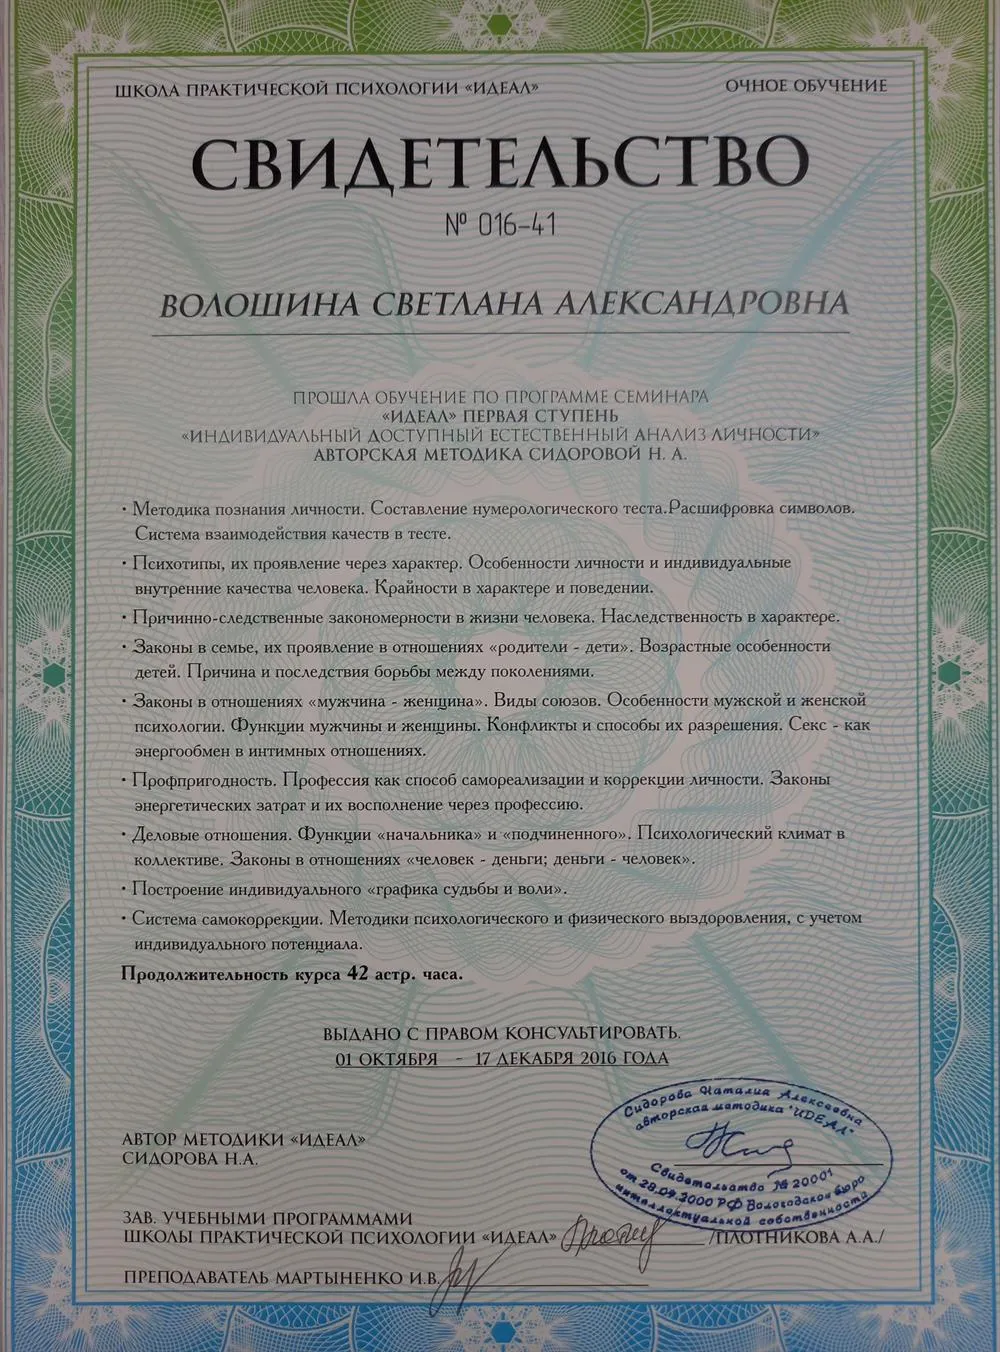 ШКОЛА ПРАКТИЧЕСКОЙ ПСИХОЛОГИИ «ИДЕАЛ»
ОЧНОЕ ОБУЧЕНИЕ
СВИДЕТЕЛЬСТВО
№ 016-41
ВОЛОШИНА СВЕТЛАНА АЛЕКСАНДРОВНА
ПРОШЛА ОБУЧЕНИЕ ПО ПРОГРАММЕ СЕМИНАРА
«ИДЕАЛ» ПЕРВАЯ СТУПЕНЬ
«ИНДИВИДУАЛЬНЫЙ ДОСТУПНЫЙ ЕСТЕСТВЕННЫЙ АНАЛИЗ ЛИЧНОСТИ»
АВТОРСКАЯ МЕТОДИКА СИДОРОВОЙ Н. А.
· Методика познания личности. Составление нумерологического теста.Расшифровка символов.
Система взаимодействия качеств в тесте.
· Психотипы, их проявление через характер. Особенности личности и индивидуальные
внутренние качества человека. Крайности в характере и поведении.
· Причинно-следственные закономерности в жизни человека. Наследственность в характере.
· Законы в семье, их проявление в отношениях «родители - дети». Возрастные особенности
детей. Причина и последствия борьбы между поколениями.
· Законы в отношениях «мужчина - женщина». Виды союзов. Особенности мужской и женской
психологии. Функции мужчины и женщины. Конфликты и способы их разрешения. Секс - как
энергообмен в интимных отношениях.
· Профпригодность. Профессия как способ самореализации и коррекции личности. Законы
энергетических затрат и их восполнение через профессию.
· Деловые отношения. Функции «начальника» и «подчиненного». Психологический климат в
коллективе. Законы в отношениях «человек - деньги; деньги - человек».
· Построение индивидуального «графика судьбы и воли».
· Система самокоррекции. Методики психологического и физического выздоровления, с учетом
индивидуального потенциала.
Продолжительность курса 42 астр. часа.
ВЫДАНО С ПРАВОМ КОНСУЛЬТИРОВАТЬ.
01 ОКТЯБРЯ - 17 ДЕКАБРЯ 2016 ГОДА
Сидорова Наталия Алексеевна
авторская методика "ИДЕАЛ"
Свидетельство № 20001
от 28.09.2000 РФ Вологодское бюро
интеллектуальной собственности
АВТОР МЕТОДИКИ «ИДЕАЛ»
СИДОРОВА Н.А.
ЗАВ. УЧЕБНЫМИ ПРОГРАММАМИ
ШКОЛЫ ПРАКТИЧЕСКОЙ ПСИХОЛОГИИ «ИДЕАЛ» /ПЛОТНИКОВА А.А./
ПРЕПОДАВАТЕЛЬ МАРТЫНЕНКО И.В.